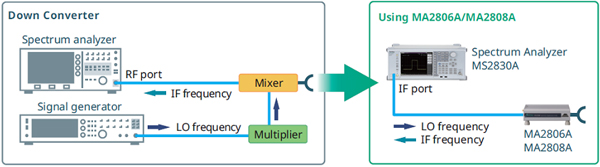 Down Converter
Spectrum analyzer
RF port
IF frequency
Mixer
Signal generator
LO frequency
Multiplier
Using MA2806A/MA2808A
Spectrum Analyzer
MS2830A
IF port
LO frequency
IF frequency
MA2806A
MA2808A